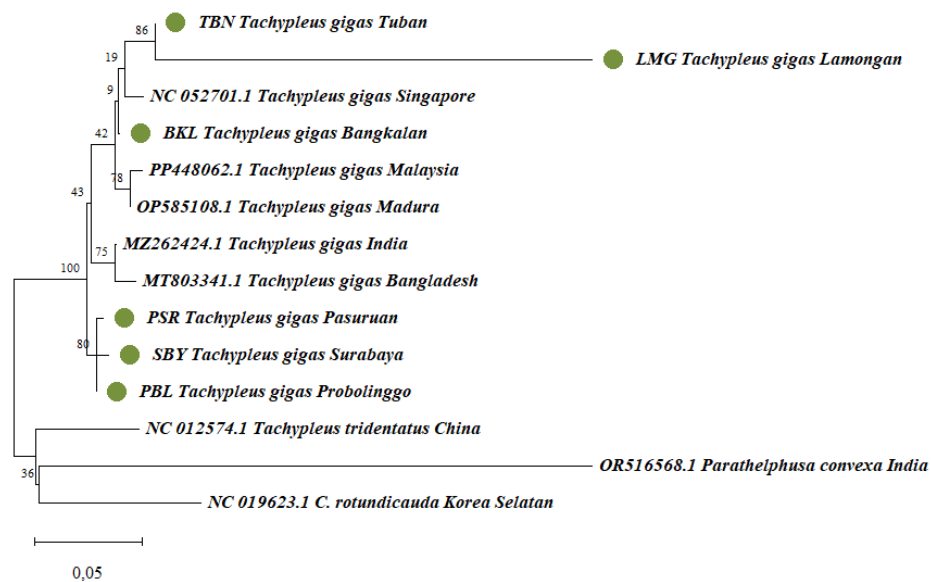 86
TBN Tachypleus gigas Tuban
19
LMG Tachypleus gigas Lamongan
9
NC 052701.1 Tachypleus gigas Singapore
42
BKL Tachypleus gigas Bangkalan
78
PP448062.1 Tachypleus gigas Malaysia
43
OP585108.1 Tachypleus gigas Madura
75
MZ262424.1 Tachypleus gigas India
100
MT803341.1 Tachypleus gigas Bangladesh
PSR Tachypleus gigas Pasuruan
80
SBY Tachypleus gigas Surabaya
PBL Tachypleus gigas Probolinggo
NC 012574.1 Tachypleus tridentatus China
36
OR516568.1 Parathelphusa convexa India
NC 019623.1 C. rotundicauda Korea Selatan
0,05